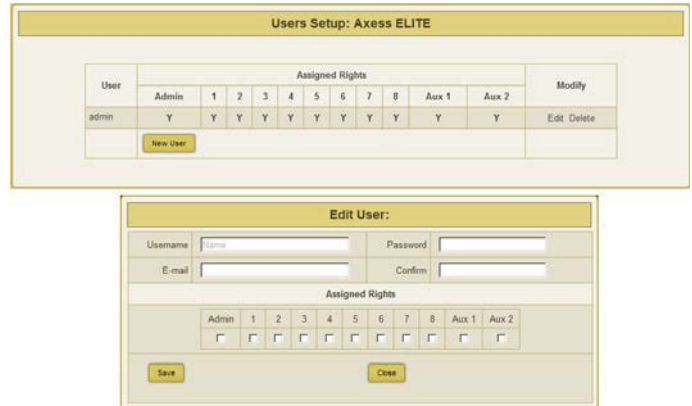 Users Setup: Axess ELITE
User Assigned Rights Modify
Admin 1 2 3 4 5 6 7 8 Aux 1 Aux 2
admin Y Y Y Y Y Y Y Y Y Y Y Edit Delete
New User
Edit User:
Username Name Password
E-mail Confirm
Assigned Rights
Admin 1 2 3 4 5 6 7 8 Aux 1 Aux 2
Save Close